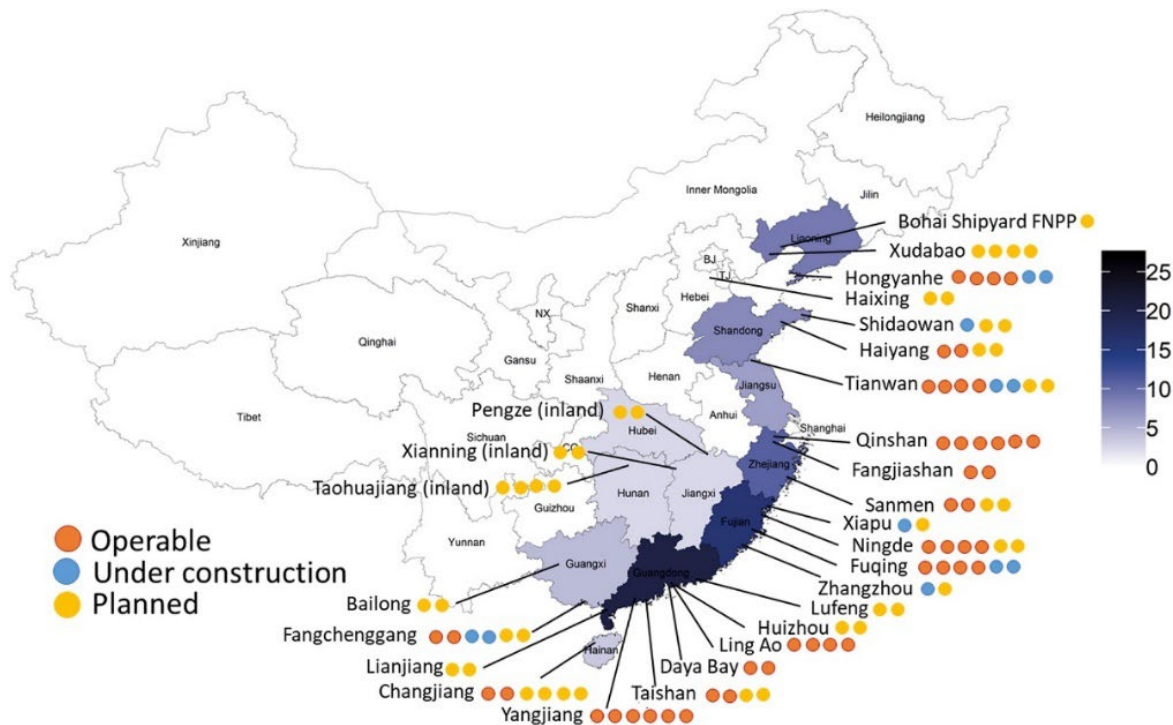 Heilongjiang
Jilin
Inner Mongolia
Xinjiang
Liaoning
Bohai Shipyard FNPP
Xudabao
BJ
TJ
Hongyanhe
25
Hebei
Haixing
Shanxi
NX
Shidaowan
20
Shandong
Qinghai
Haiyang
Gansu
15
Henan
Tianwan
Shaanxi
Jiangsu
10
Pengze (inland)
Anhui
Tibet
Hubei
Shanghai
5
Sichuan
CQ
Qinshan
Xianning (inland)
Zhejiang
0
Fangjiashan
Taohuajiang (inland)
Hunan
Jiangxi
Sanmen
Guizhou
Xiapu
Fujian
Operable
Yunnan
Ningde
Under construction
Guangxi
Guangdong
Fuqing
Planned
Zhangzhou
Bailong
Lufeng
Huizhou
Fangchenggang
Ling Ao
Hainan
Lianjiang
Daya Bay
Changjiang
Taishan
Yangjiang